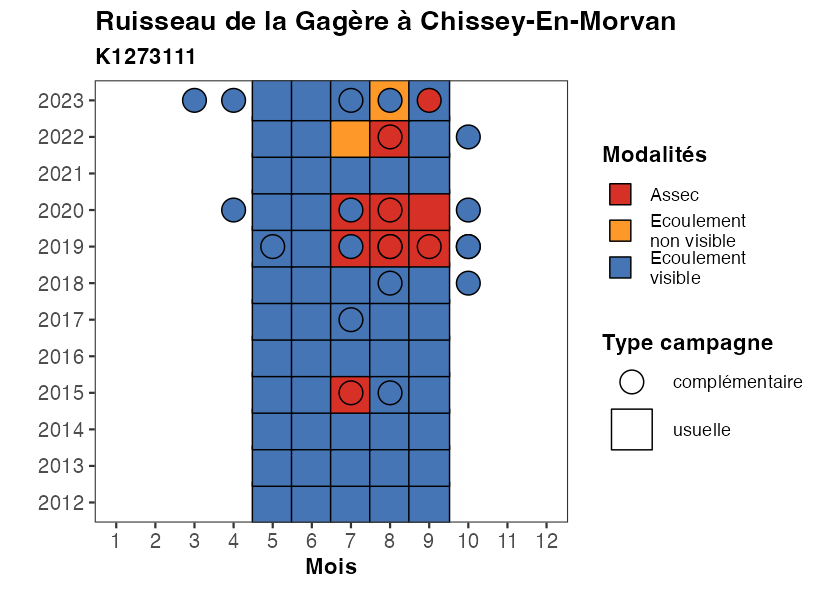 Ruisseau de la Gagère à Chissey-En-Morvan
K1273111
2023
2022
2021
2020
2019
2018
2017
2016
2015
2014
2013
2012
1 2 3 4 5 6 7 8 9 10 11 12
Mois
Modalités
Assec
Ecoulement
non visible
Ecoulement
visible
Type campagne
complémentaire
usuelle